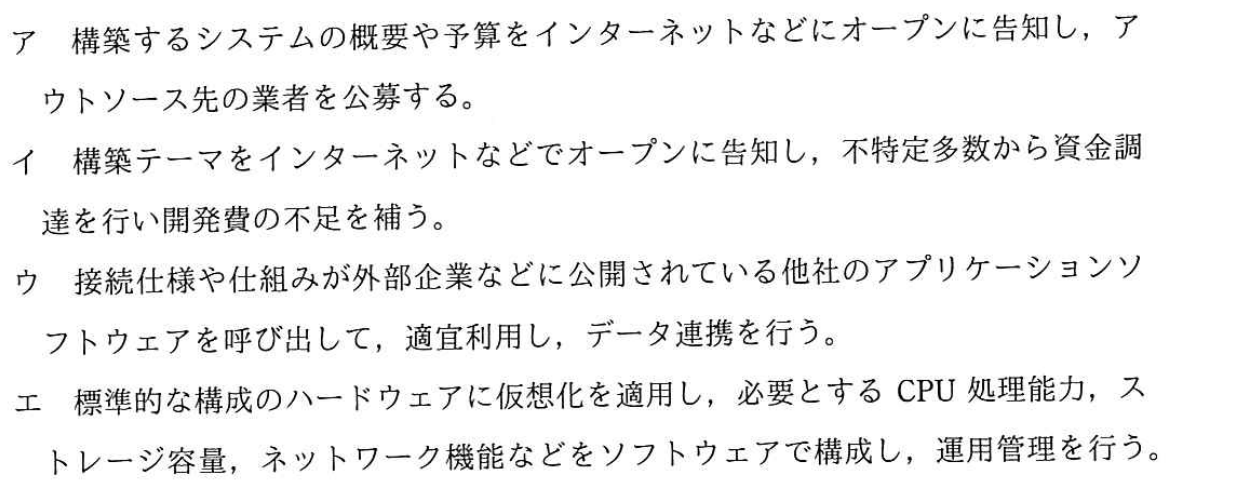 ア　構築するシステムの概要や予算をインターネットなどにオープンに告知し，ア
ウトソース先の業者を公募する。
イ　構築テーマをインターネットなどでオープンに告知し，不特定多数から資金調
達を行い開発費の不足を補う。
ウ　接続仕様や仕組みが外部企業などに公開されている他社のアプリケーションソ
フトウェアを呼び出して，適宜利用し，データ連携を行う。
エ　標準的な構成のハードウェアに仮想化を適用し，必要とする CPU 処理能力，ス
トレージ容量，ネットワーク機能などをソフトウェアで構成し，運用管理を行う。